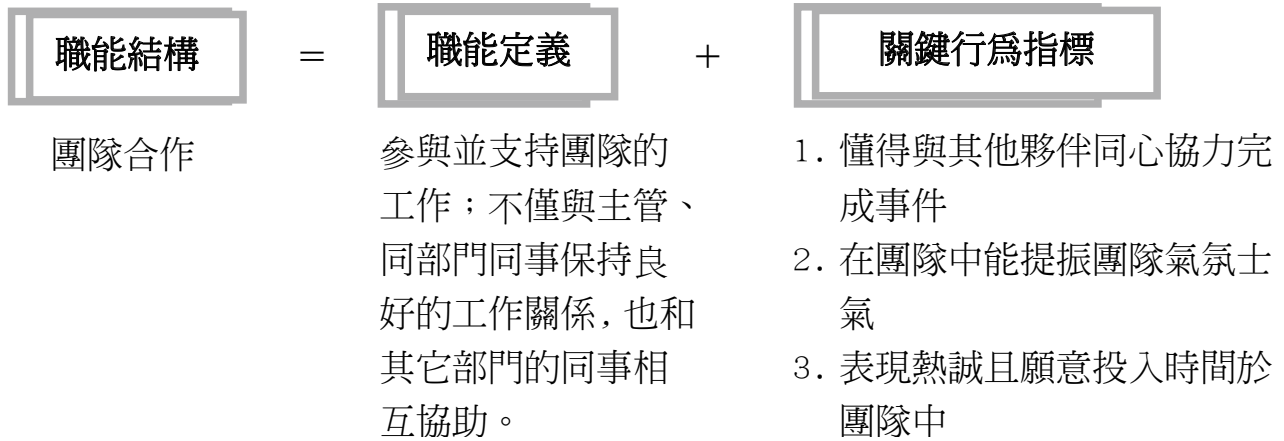 職能結構 = 職能定義 + 關鍵行為指標
團隊合作
參與並支持團隊的
工作；不僅與主管、
同部門同事保持良
好的工作關係,也和
其它部門的同事相
互協助。
1. 懂得與其他夥伴同心協力完
成事件
2. 在團隊中能提振團隊氣氛士
氣
3. 表現熱誠且願意投入時間於
團隊中